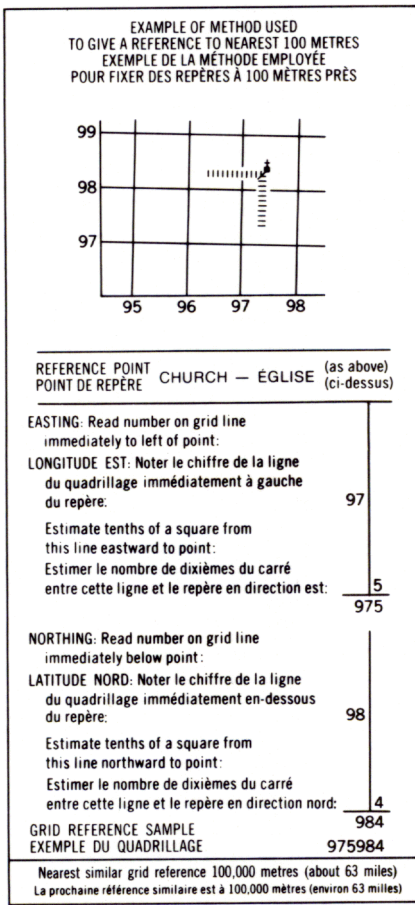 EXAMPLE OF METHOD USED
TO GIVE A REFERENCE TO NEAREST 100 METRES
EXEMPLE DE LA MÉTHODE EMPLOYÉE
POUR FIXER DES REPÈRES À 100 MÈTRES PRÈS
99
98
97
95 96 97 98
REFERENCE POINT
POINT DE REPÈRE
CHURCH — ÉGLISE
(as above)
(ci-dessus)
EASTING: Read number on grid line
immediately to left of point:
LONGITUDE EST: Noter le chiffre de la ligne
du quadrillage immédiatement à gauche
du repère: 97
Estimate tenths of a square from
this line eastward to point:
Estimer le nombre de dixièmes du carré
entre cette ligne et le repère en direction est: 5
975
NORTHING: Read number on grid line
immediately below point:
LATITUDE NORD: Noter le chiffre de la ligne
du quadrillage immédiatement en-dessous
du repère: 98
Estimate tenths of a square from
this line northward to point:
Estimer le nombre de dixièmes du carré
entre cette ligne et le repère en direction nord: 4
984
GRID REFERENCE SAMPLE
EXEMPLE DU QUADRILLAGE 975984
Nearest similar grid reference 100,000 metres (about 63 miles)
La prochaine référence similaire est à 100,000 mètres (environ 63 milles)